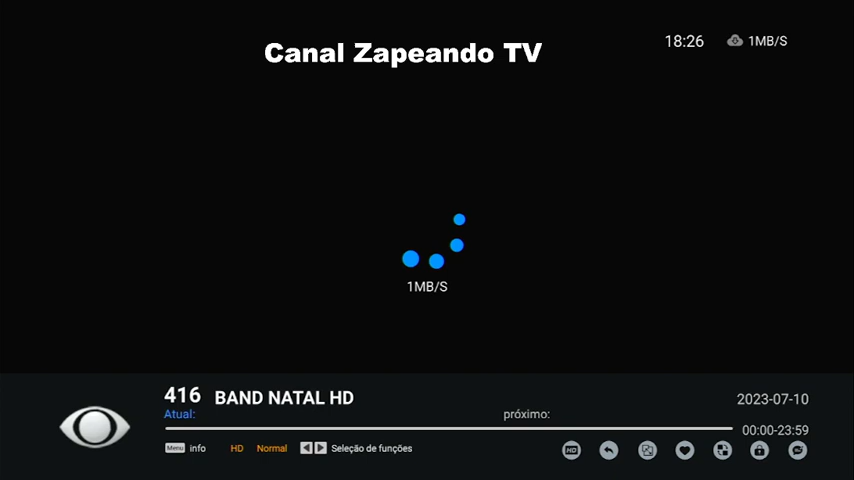 Canal Zapeando TV
18:26
1MB/S
1MB/S
416 BAND NATAL HD
2023-07-10
Atual:
próximo:
00:00-23:59
Menu info HD Normal Seleção de funções
HD